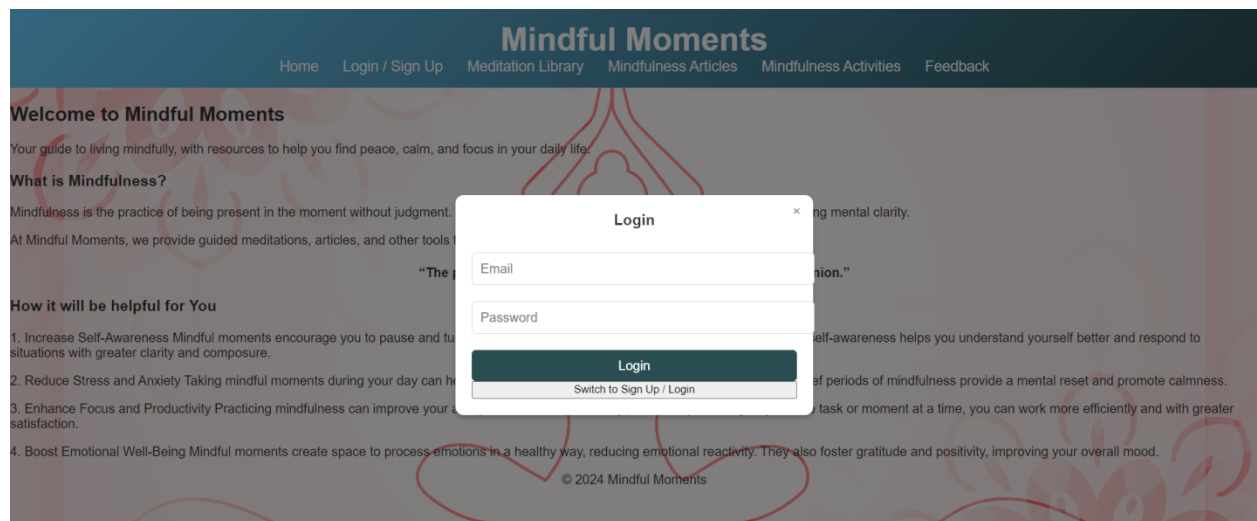 Mindful Moments
Home Login / Sign Up Meditation Library Mindfulness Articles Mindfulness Activities Feedback
Welcome to Mindful Moments
Your guide to living mindfully, with resources to help you find peace, calm, and focus in your daily life.
What is Mindfulness?
Mindfulness is the practice of being present in the moment without judgment. ng mental clarity.
At Mindful Moments, we provide guided meditations, articles, and other tools
“The nion.”
How it will be helpful for You
1. Increase Self-Awareness Mindful moments encourage you to pause and tu elf-awareness helps you understand yourself better and respond to
situations with greater clarity and composure.
2. Reduce Stress and Anxiety Taking mindful moments during your day can he ef periods of mindfulness provide a mental reset and promote calmness.
3. Enhance Focus and Productivity Practicing mindfulness can improve your a task or moment at a time, you can work more efficiently and with greater
satisfaction.
4. Boost Emotional Well-Being Mindful moments create space to process emotions in a healthy way, reducing emotional reactivity. They also foster gratitude and positivity, improving your overall mood.
© 2024 Mindful Moments
Login ×
Email
Password
Login
Switch to Sign Up / Login